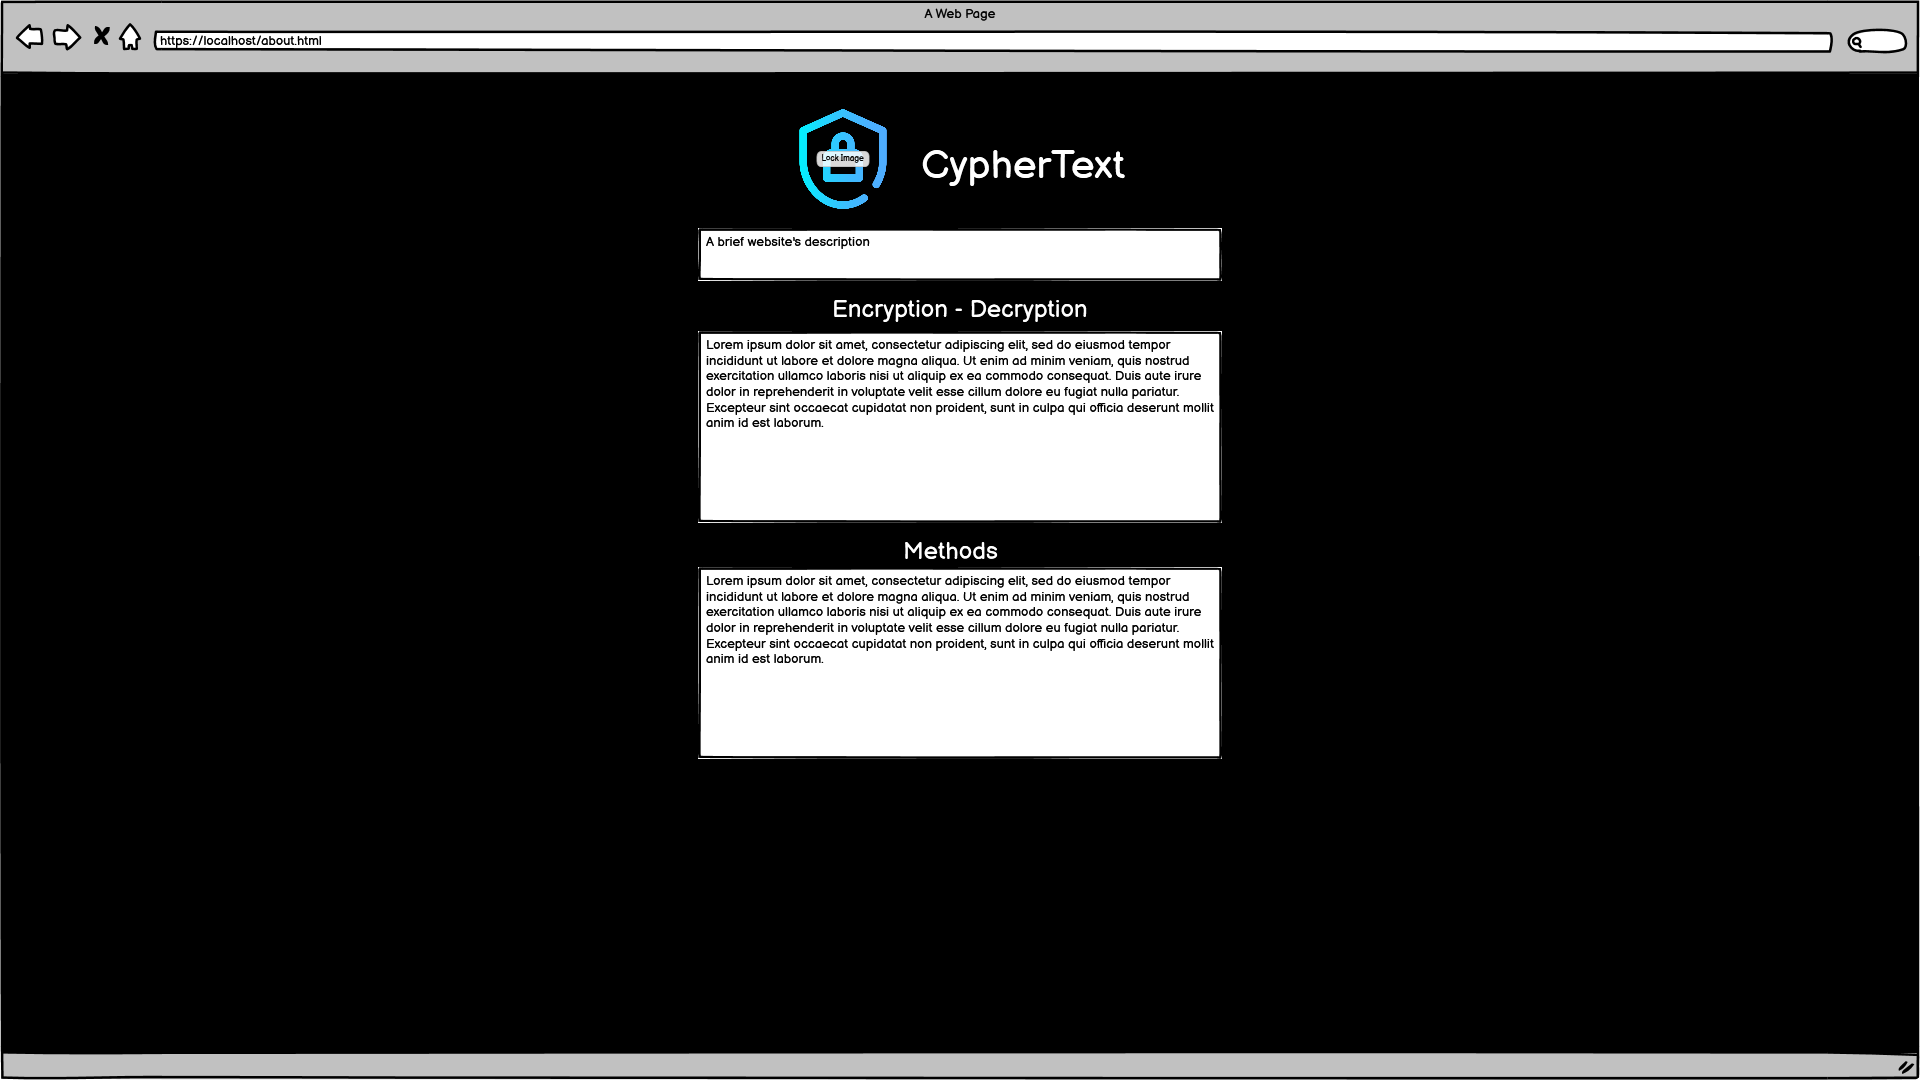 A Web Page
https://localhost/about.html
Lock Image
CypherText
A brief website's description
Encryption - Decryption
Lorem ipsum dolor sit amet, consectetur adipiscing elit, sed do eiusmod tempor
incididunt ut labore et dolore magna aliqua. Ut enim ad minim veniam, quis nostrud
exercitation ullamco laboris nisi ut aliquip ex ea commodo consequat. Duis aute irure
dolor in reprehenderit in voluptate velit esse cillum dolore eu fugiat nulla pariatur.
Excepteur sint occaecat cupidatat non proident, sunt in culpa qui officia deserunt mollit
anim id est laborum.
Methods
Lorem ipsum dolor sit amet, consectetur adipiscing elit, sed do eiusmod tempor
incididunt ut labore et dolore magna aliqua. Ut enim ad minim veniam, quis nostrud
exercitation ullamco laboris nisi ut aliquip ex ea commodo consequat. Duis aute irure
dolor in reprehenderit in voluptate velit esse cillum dolore eu fugiat nulla pariatur.
Excepteur sint occaecat cupidatat non proident, sunt in culpa qui officia deserunt mollit
anim id est laborum.